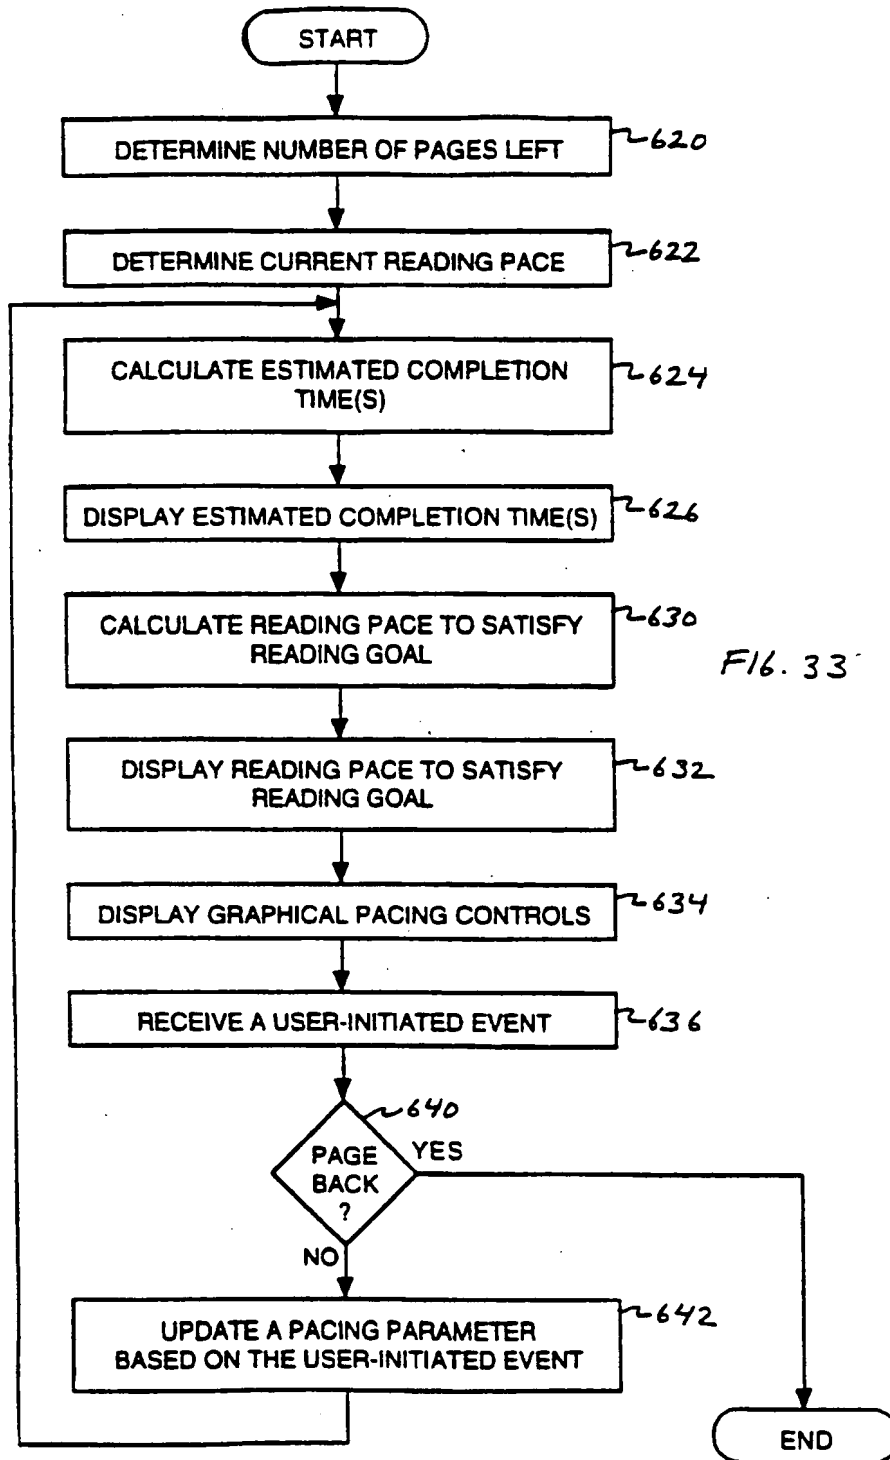 START
DETERMINE NUMBER OF PAGES LEFT
620
DETERMINE CURRENT READING PACE
622
CALCULATE ESTIMATED COMPLETION
TIME(S)
624
DISPLAY ESTIMATED COMPLETION TIME(S)
626
CALCULATE READING PACE TO SATISFY
READING GOAL
630
FIG. 33
DISPLAY READING PACE TO SATISFY
READING GOAL
632
DISPLAY GRAPHICAL PACING CONTROLS
634
RECEIVE A USER-INITIATED EVENT
636
640
PAGE
BACK
?
YES
NO
UPDATE A PACING PARAMETER
BASED ON THE USER-INITIATED EVENT
642
END